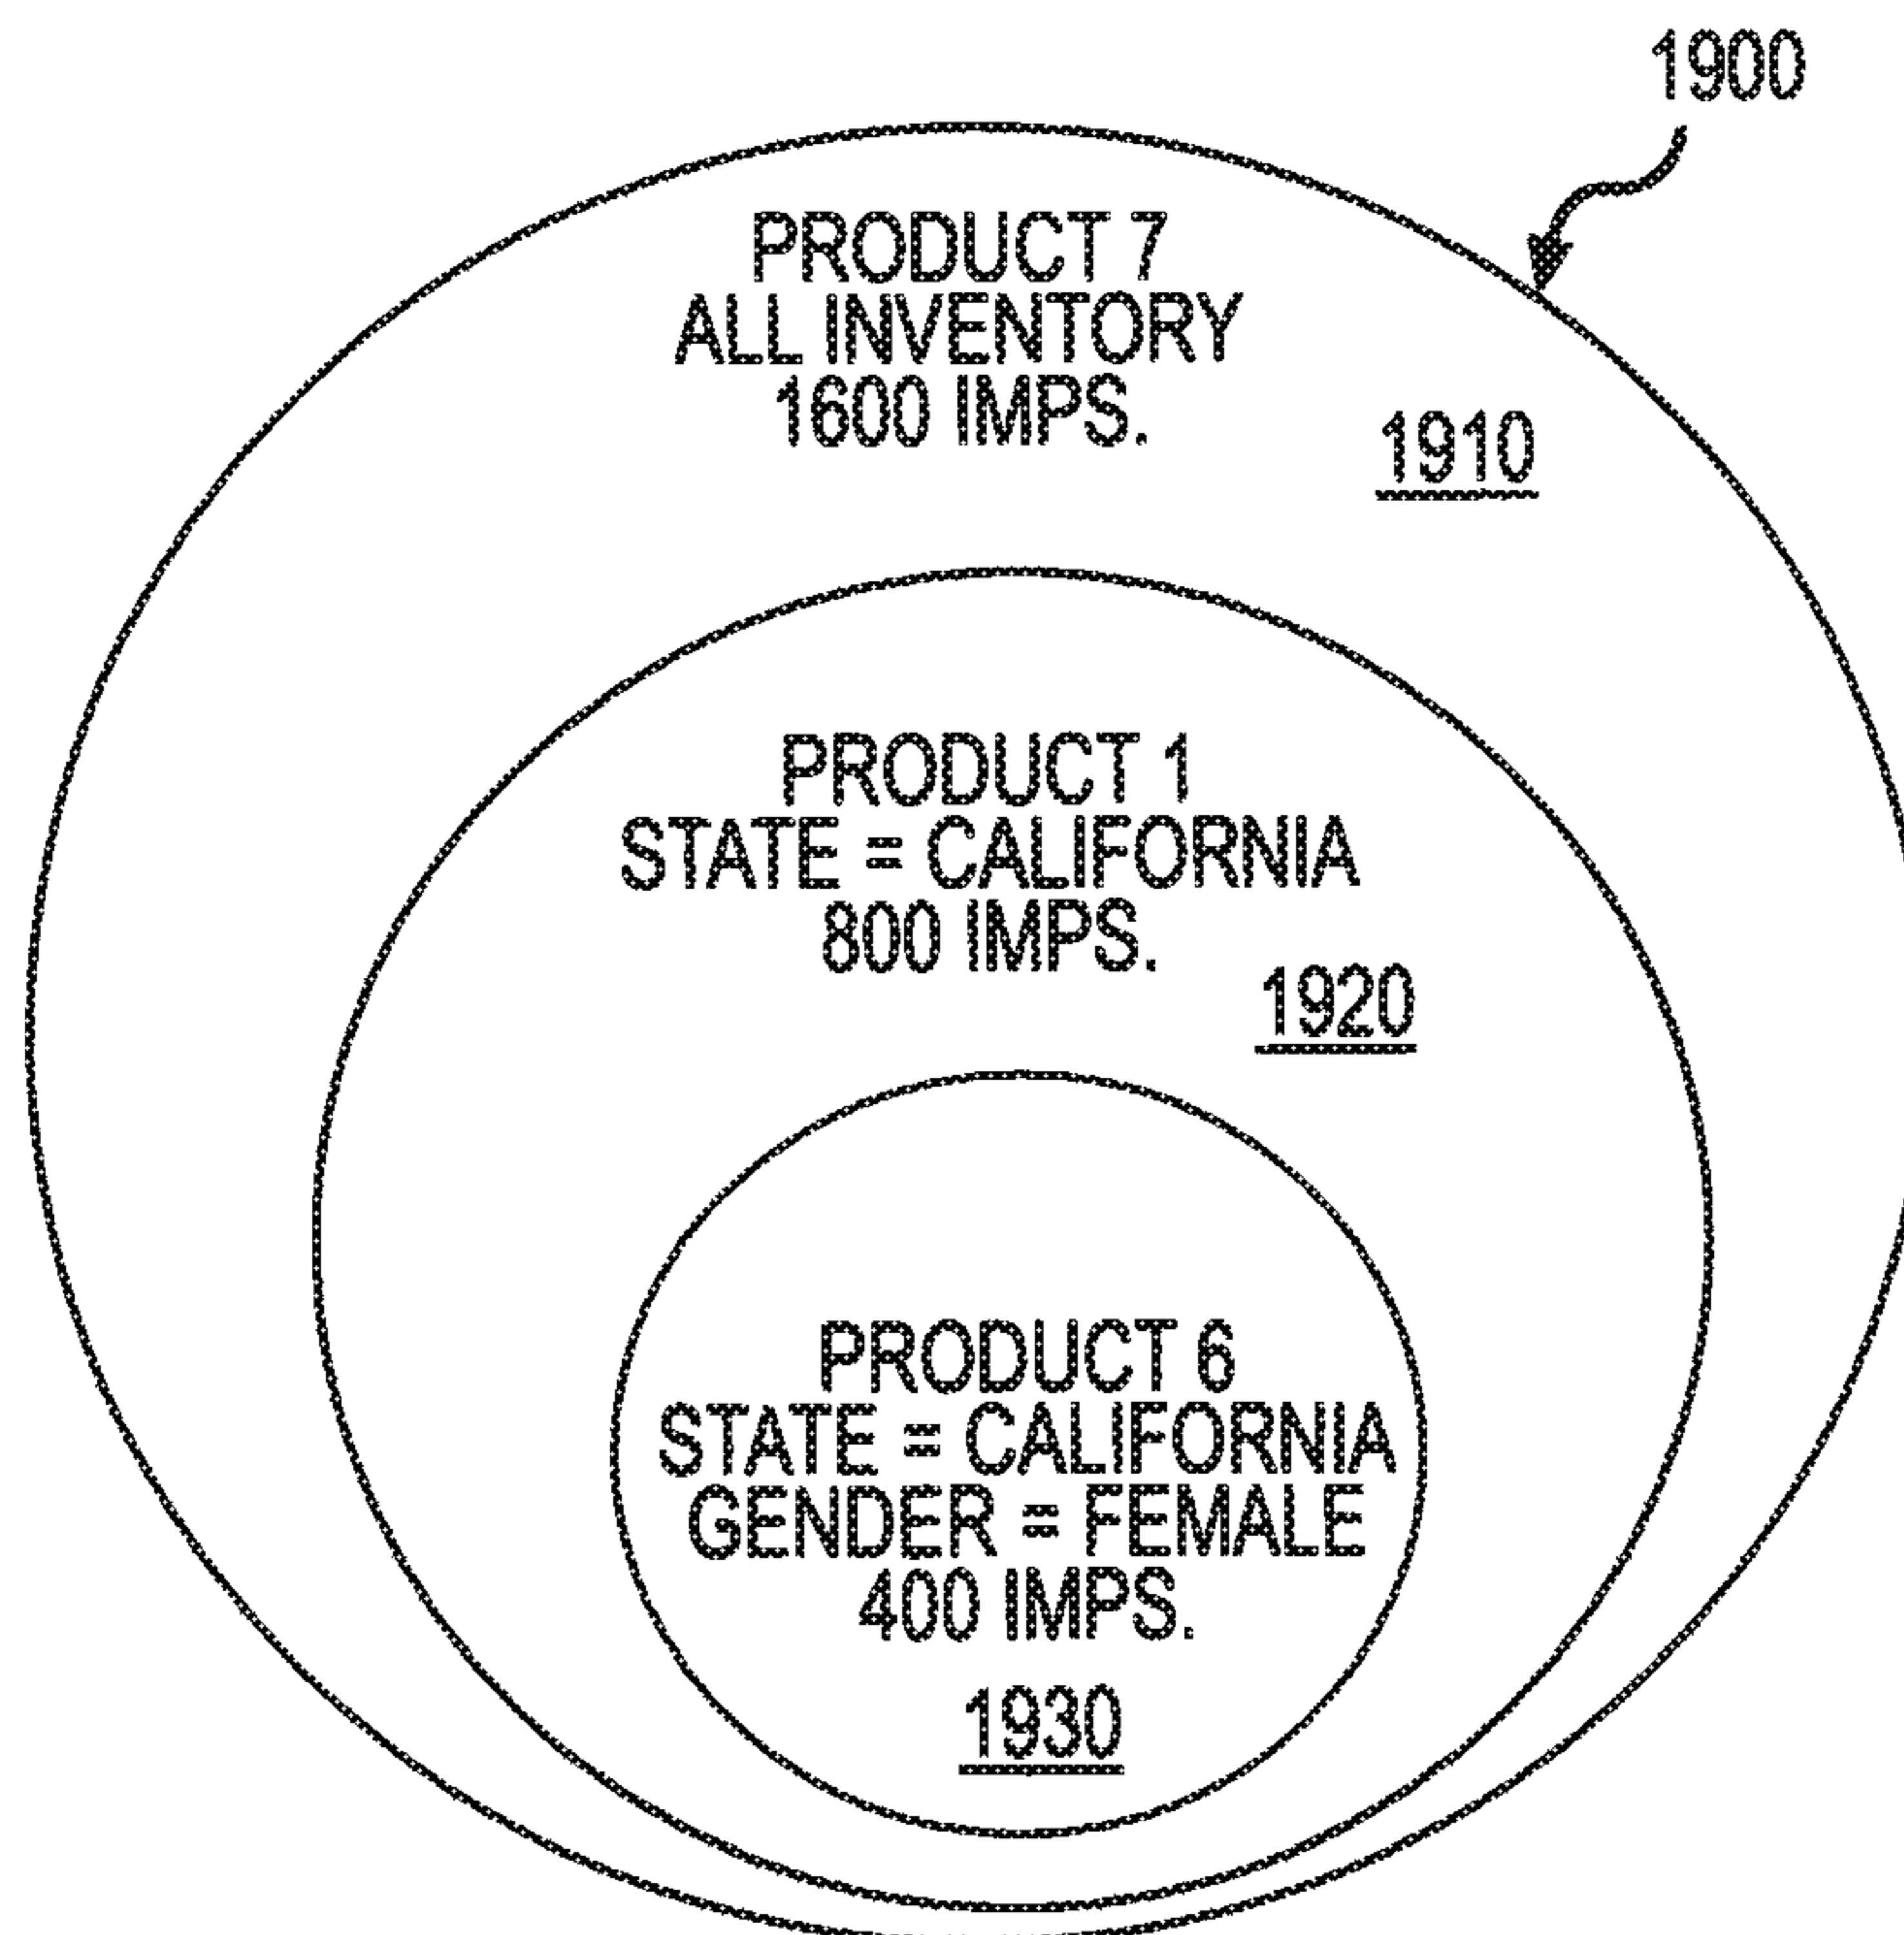 1900
PRODUCT 7
ALL INVENTORY
1600 IMPS.
1910
PRODUCT 1
STATE = CALIFORNIA
800 IMPS.
1920
PRODUCT 6
STATE = CALIFORNIA
GENDER = FEMALE
400 IMPS.
1930